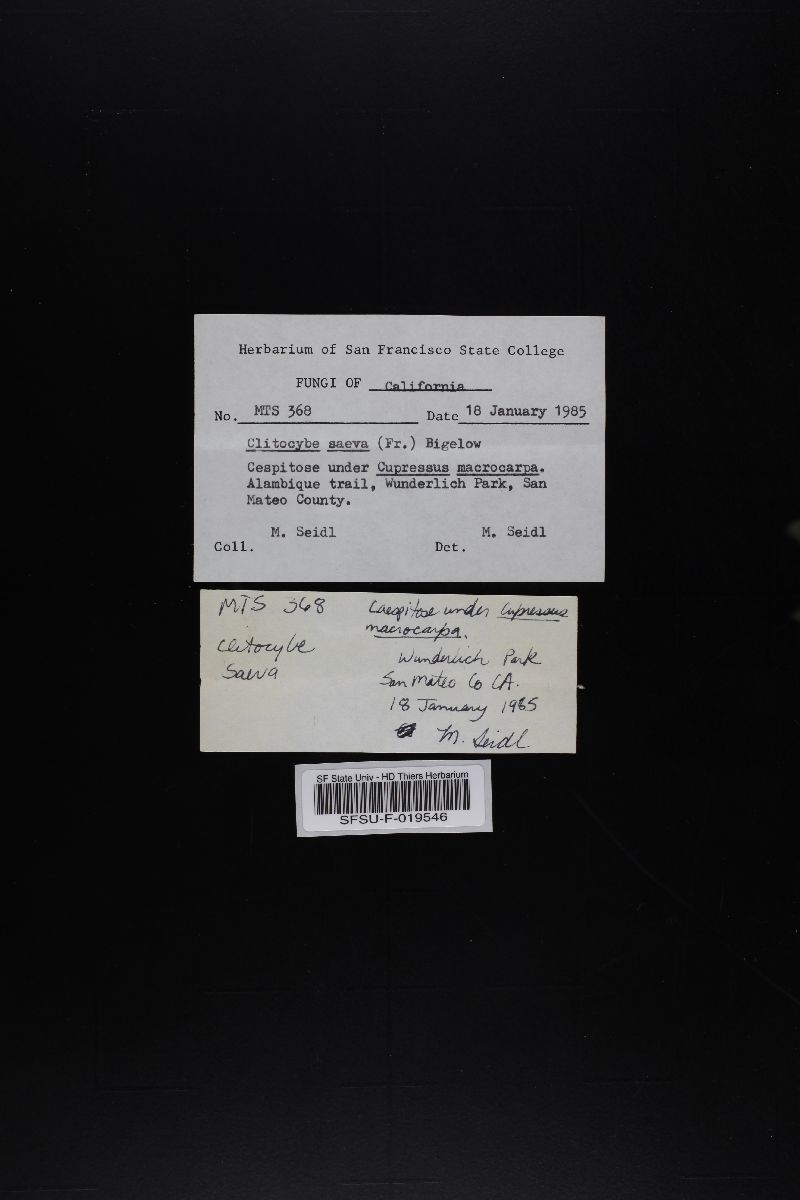 Herbarium of San Francisco State College
FUNGI OF California
No. MTS 368 Date 18 January 1985
Clitocybe saeva (Fr.) Bigelow
Cespitose under Cupressus macrocarpa.
Alambique trail, Wunderlich Park, San
Mateo County.
M. Seidl M. Seidl
Coll. Det.
MTS 368
Clitocybe
saeva
Caespitose under Cupressus
macrocarpa.
Wunderlich Park
San Mateo Co CA.
18 January 1985
M. Seidl
SF State Univ - HD Thiers Herbarium
SFSU-F-019546